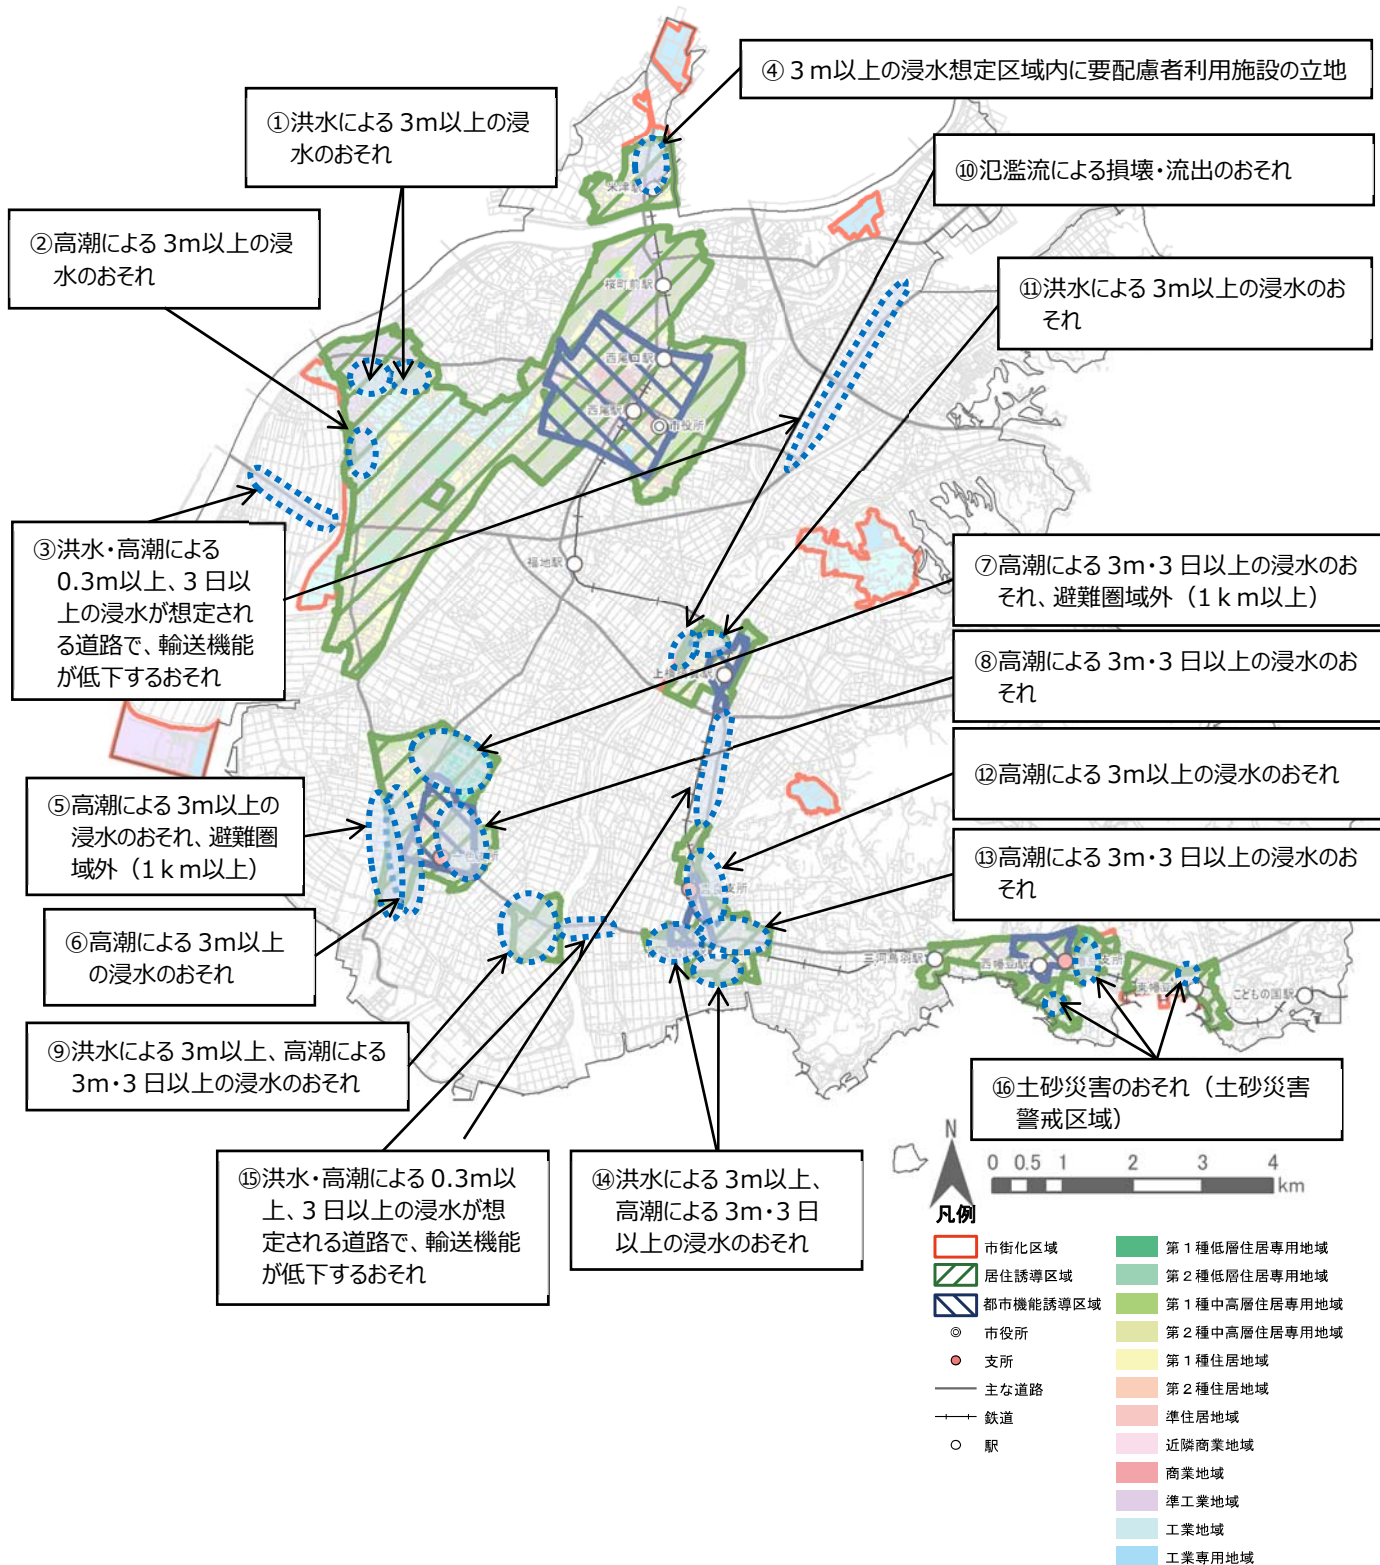 ④３ｍ以上の浸水想定区域内に要配慮者利用施設の立地
①洪水による 3m以上の浸
水のおそれ
⑩氾濫流による損壊・流出のおそれ
②高潮による 3m以上の浸
水のおそれ
⑪洪水による 3m以上の浸水のお
それ
米津駅
桜町前駅
西尾口駅
西尾駅
市役所
福地駅
③洪水・高潮による
0.3m以上、3 日以
上の浸水が想定され
る道路で、輸送機能
が低下するおそれ
⑦高潮による 3m・3 日以上の浸水のお
それ、避難圏域外（1ｋｍ以上）
⑧高潮による 3m・3 日以上の浸水のお
それ
⑫高潮による 3m以上の浸水のおそれ
⑤高潮による 3m以上の
浸水のおそれ、避難圏
域外（1ｋｍ以上）
⑬高潮による 3m・3 日以上の浸水のお
それ
支所
⑥高潮による 3m以上
の浸水のおそれ
三河鳥羽駅
西幡豆駅
支所
東幡豆
こどもの国駅
⑨洪水による 3m以上、高潮による
3m・3 日以上の浸水のおそれ
⑯土砂災害のおそれ（土砂災害
警戒区域）
⑮洪水・高潮による 0.3m以
上、3 日以上の浸水が想
定される道路で、輸送機能
が低下するおそれ
⑭洪水による 3m以上、
高潮による 3m・3 日
以上の浸水のおそれ
N
0 0.5 1 2 3 4
km
凡例
市街化区域
居住誘導区域
都市機能誘導区域
市役所
支所
主な道路
鉄道
駅
第１種低層住居専用地域
第２種低層住居専用地域
第１種中高層住居専用地域
第２種中高層住居専用地域
第１種住居地域
第２種住居地域
準住居地域
近隣商業地域
商業地域
準工業地域
工業地域
工業専用地域